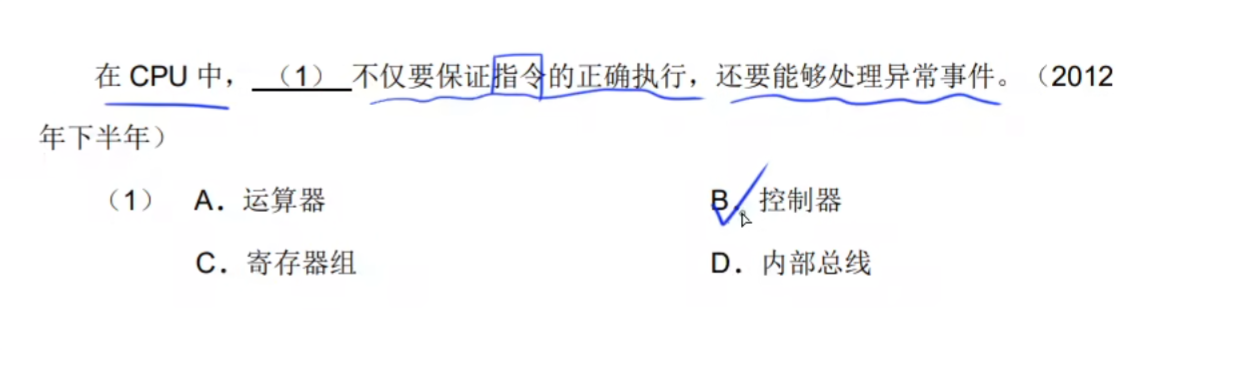 在 CPU 中，（1）不仅要保证指令的正确执行，还要能够处理异常事件。（2012
年下半年）
（1） A．运算器 B．控制器
C．寄存器组 D．内部总线